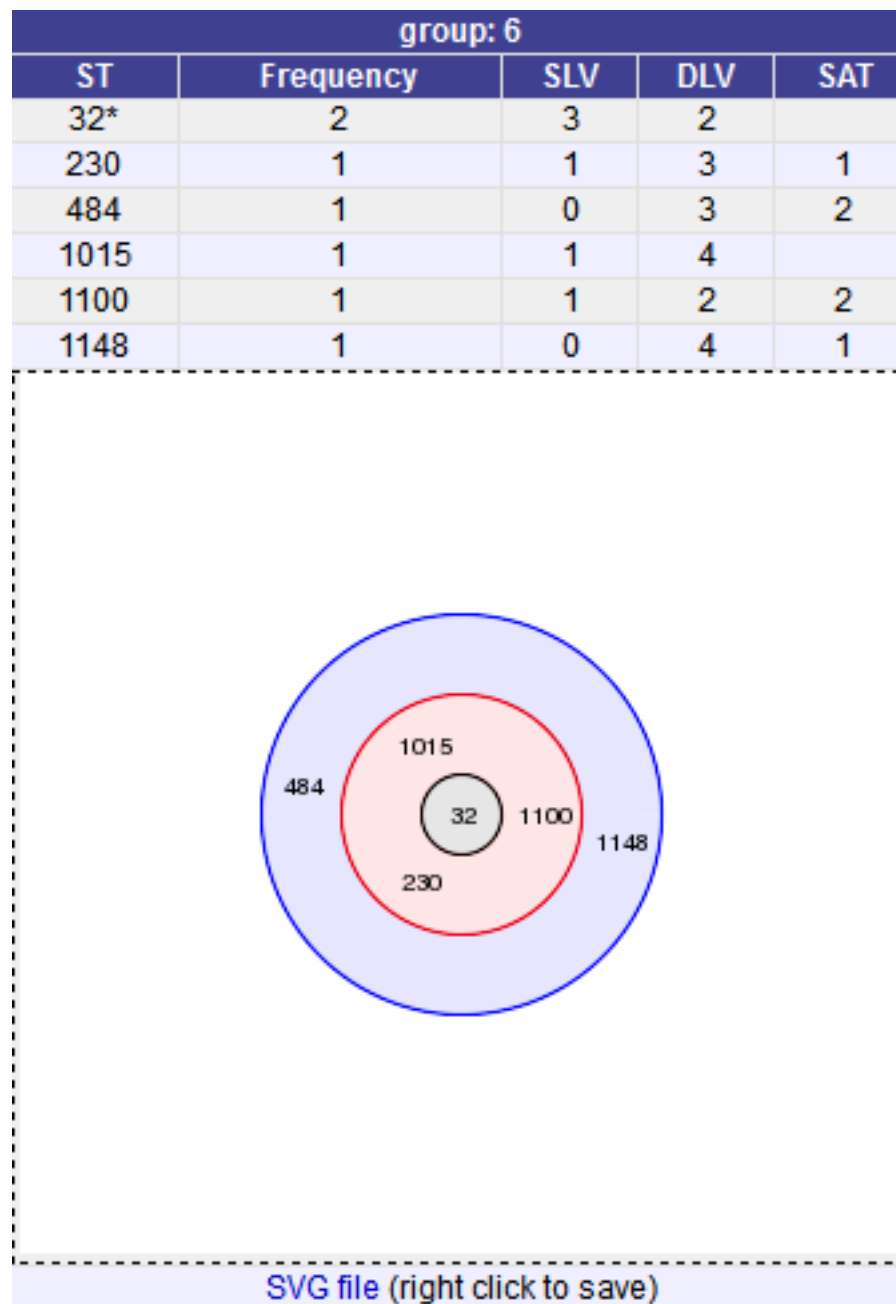 group: 6
ST Frequency SLV DLV SAT
32* 2 3 2
230 1 1 3 1
484 1 0 3 2
1015 1 1 4
1100 1 1 2 2
1148 1 0 4 1
1015
484
32 1100
1148
230
SVG file (right click to save)